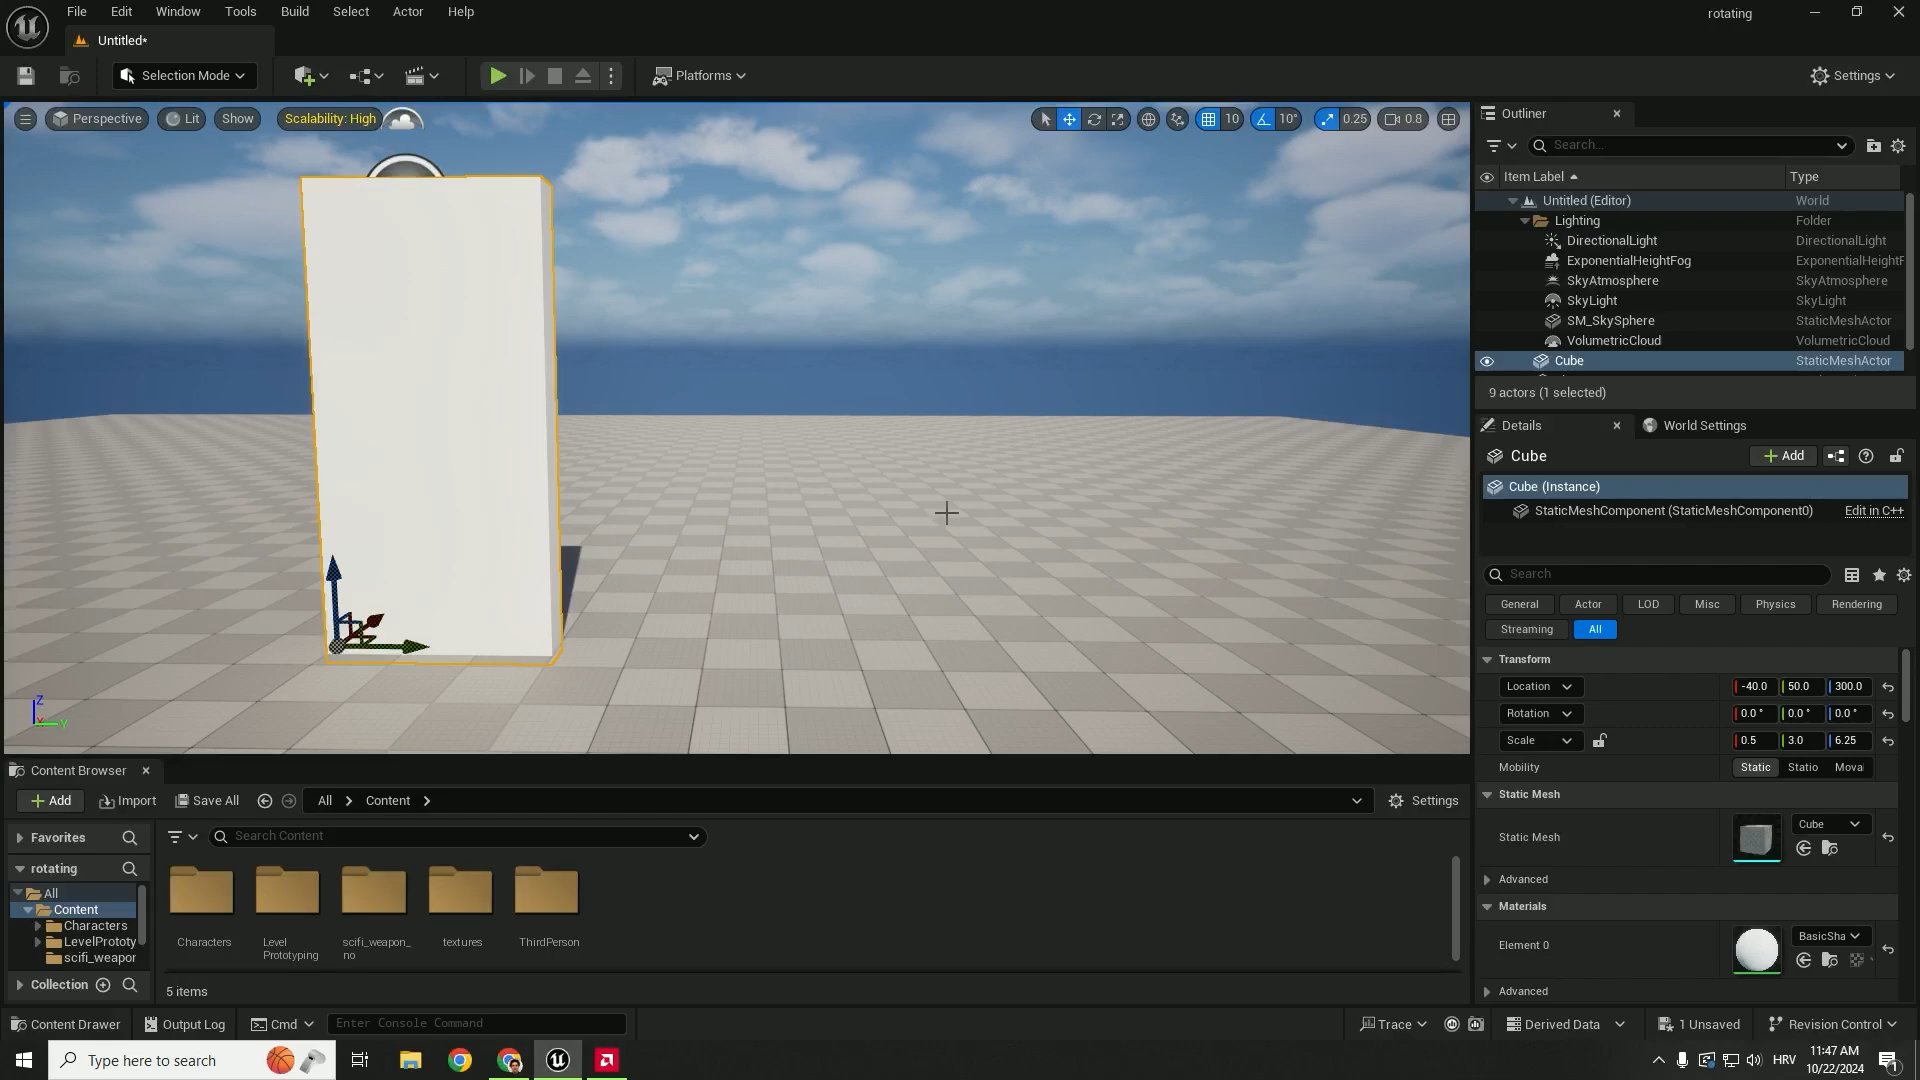 File Edit Window Tools Build Select Actor Help
rotating
Untitled*
Selection Mode
Platforms
Settings
Perspective Lit Show Scalability: High
10 10° 0.25 0.8
Outliner
Search...
Item Label Type
Untitled (Editor) World
Lighting Folder
DirectionalLight DirectionalLight
ExponentialHeightFog ExponentialHeightF
SkyAtmosphere SkyAtmosphere
SkyLight SkyLight
SM_SkySphere StaticMeshActor
VolumetricCloud VolumetricCloud
Cube StaticMeshActor
9 actors (1 selected)
Details World Settings
Cube Add
Cube (Instance)
StaticMeshComponent (StaticMeshComponent0) Edit in C++
Search
General Actor LOD Misc Physics Rendering
Streaming All
Transform
Location -40.0 50.0 300.0
Rotation 0.0° 0.0° 0.0°
Scale 0.5 3.0 6.25
Mobility Static Statio Moval
Static Mesh
Static Mesh Cube
Advanced
Materials
Element 0 BasicSha
Advanced
Z
Y
Content Browser
Add Import Save All All Content Settings
Favorites
Search Content
rotating
All
Content
Characters
LevelPrototy
scifi_weapor
Collection
Characters
Level
Prototyping
scifi_weapon_
no
textures
ThirdPerson
5 items
Content Drawer Output Log Cmd Enter Console Command Trace Derived Data 1 Unsaved Revision Control
Type here to search
HRV
11:47 AM
10/22/2024
1